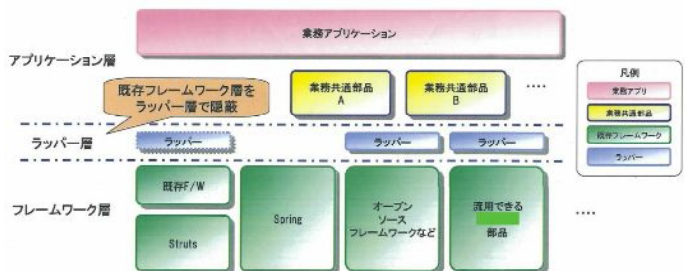 業務アプリケーション
アプリケーション層
業務共通部品
A
業務共通部品
B
‥‥
既存フレームワーク層を
ラッパー層で隠蔽
凡例
業務アプリ
業務共通部品
既存フレームワーク
ラッパー
ラッパー層
ラッパー
ラッパー
ラッパー
フレームワーク層
既存F/W
Struts
Spring
オープン
ソース
フレームワークなど
流用できる
部品
‥‥